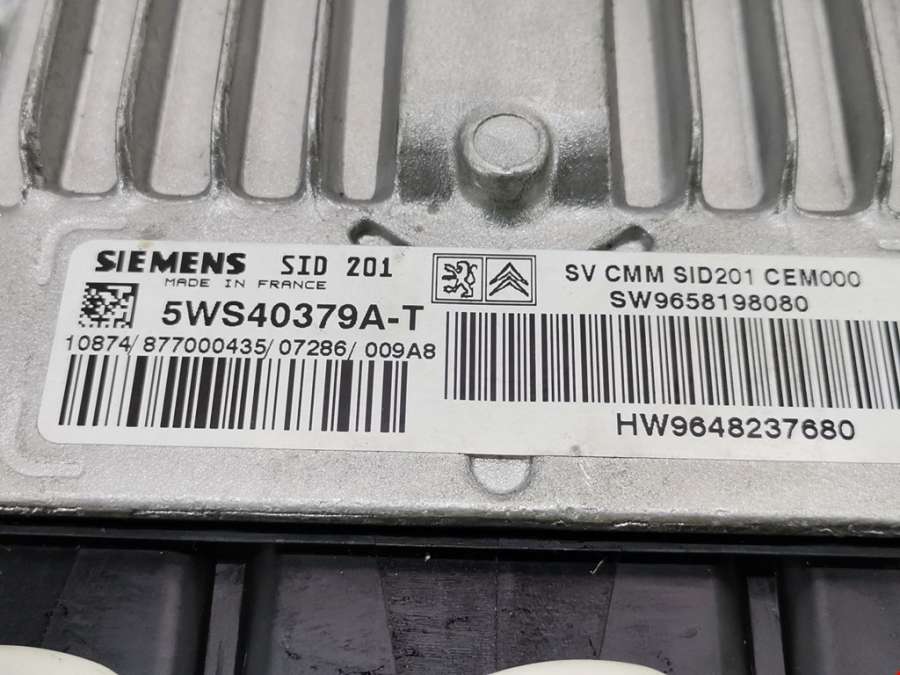 SIEMENS SID 201
MADE IN FRANCE
5WS40379A-T
10874/877000435/07286/009A8
SV CMM SID201 CEM000
SW9658198080
HW9648237680